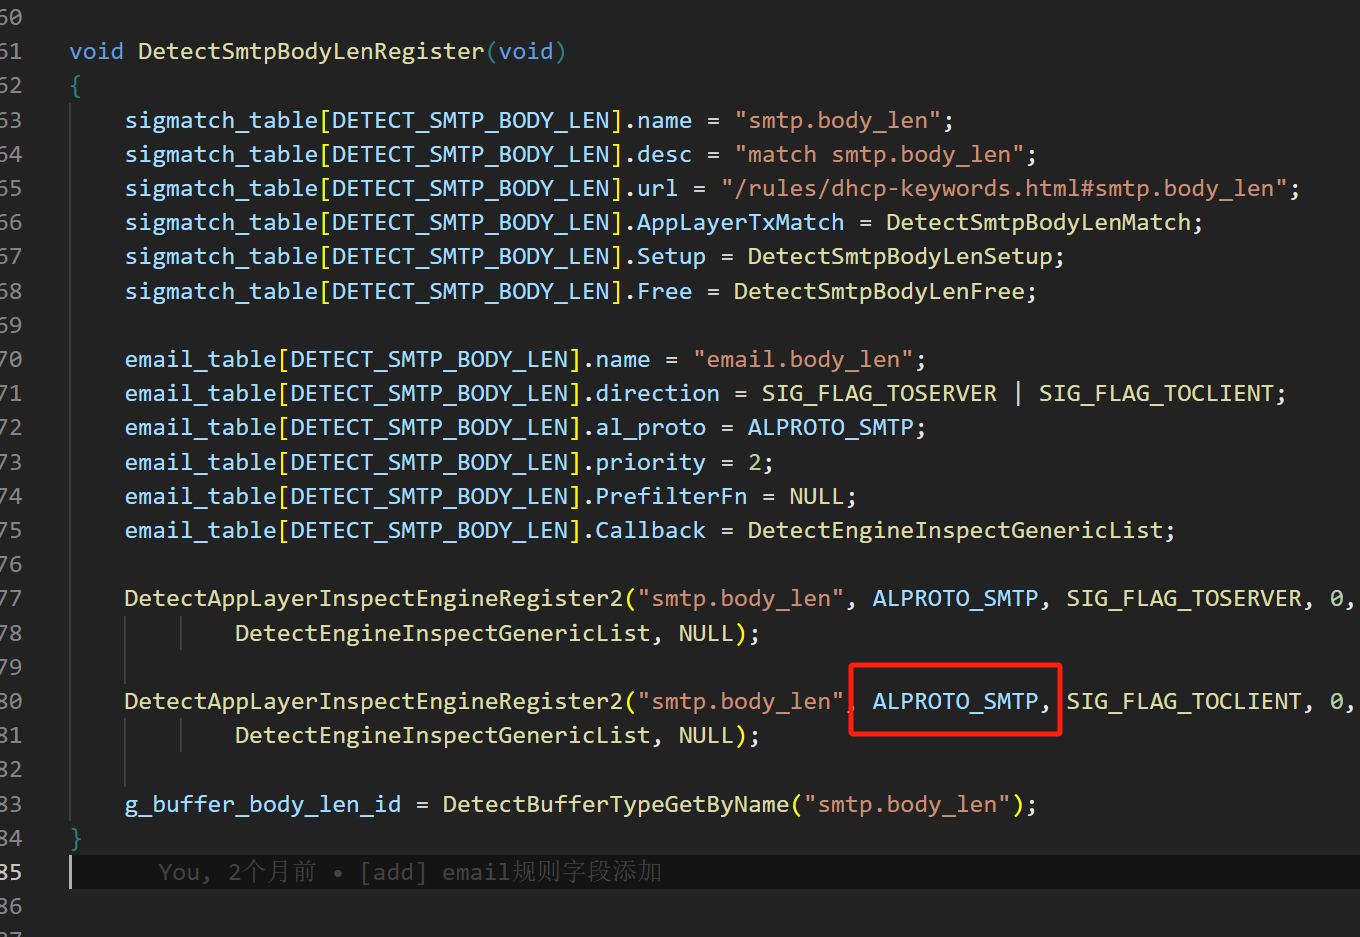 60
61 void DetectSmtpBodyLenRegister(void)
62 {
63 sigmatch_table[DETECT_SMTP_BODY_LEN].name = "smtp.body_len";
64 sigmatch_table[DETECT_SMTP_BODY_LEN].desc = "match smtp.body_len";
65 sigmatch_table[DETECT_SMTP_BODY_LEN].url = "/rules/dhcp-keywords.html#smtp.body_len";
66 sigmatch_table[DETECT_SMTP_BODY_LEN].AppLayerTxMatch = DetectSmtpBodyLenMatch;
67 sigmatch_table[DETECT_SMTP_BODY_LEN].Setup = DetectSmtpBodyLenSetup;
68 sigmatch_table[DETECT_SMTP_BODY_LEN].Free = DetectSmtpBodyLenFree;
69
70 email_table[DETECT_SMTP_BODY_LEN].name = "email.body_len";
71 email_table[DETECT_SMTP_BODY_LEN].direction = SIG_FLAG_TOSERVER | SIG_FLAG_TOCLIENT;
72 email_table[DETECT_SMTP_BODY_LEN].al_proto = ALPROTO_SMTP;
73 email_table[DETECT_SMTP_BODY_LEN].priority = 2;
74 email_table[DETECT_SMTP_BODY_LEN].PrefilterFn = NULL;
75 email_table[DETECT_SMTP_BODY_LEN].Callback = DetectEngineInspectGenericList;
76
77 DetectAppLayerInspectEngineRegister2("smtp.body_len", ALPROTO_SMTP, SIG_FLAG_TOSERVER, 0,
78 DetectEngineInspectGenericList, NULL);
79
80 DetectAppLayerInspectEngineRegister2("smtp.body_len", ALPROTO_SMTP, SIG_FLAG_TOCLIENT, 0,
81 DetectEngineInspectGenericList, NULL);
82
83 g_buffer_body_len_id = DetectBufferTypeGetByName("smtp.body_len");
84 }
85 You, 2个月前 • [add] email规则字段添加
86
87